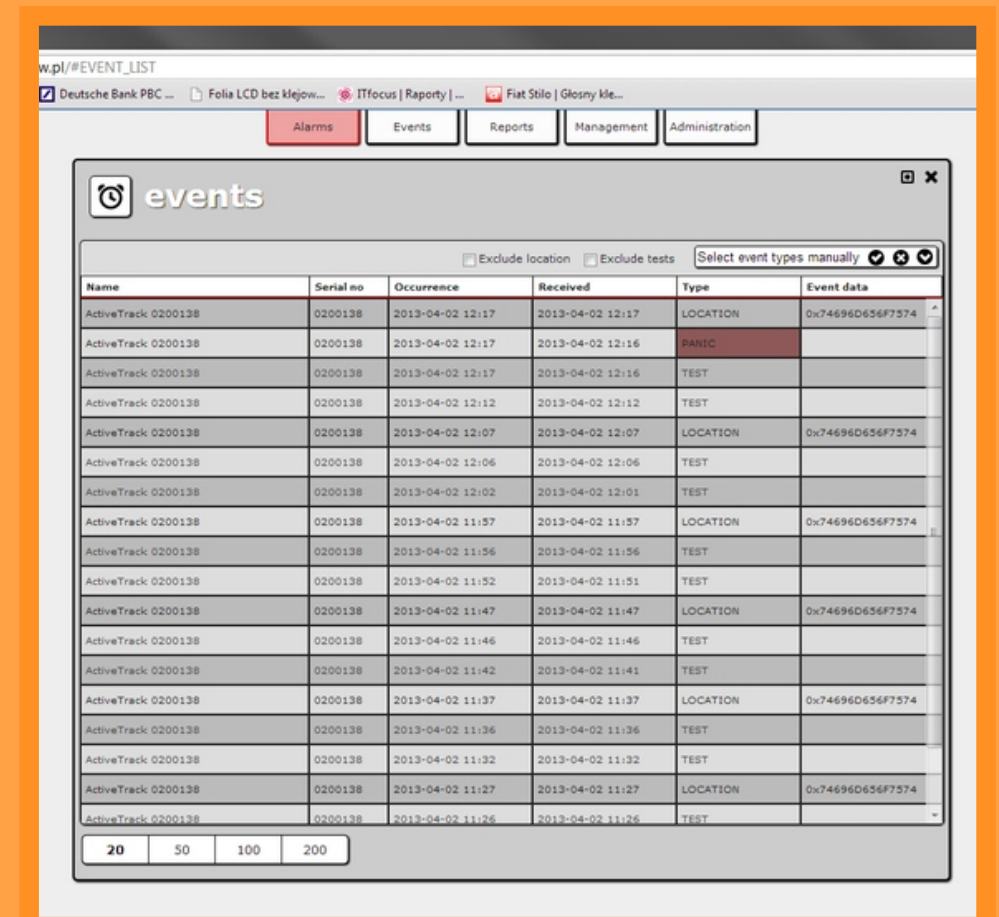 w.pl/#EVENT_LIST
Deutsche Bank PBC ... Folia LCD bez klejow... ITfocus | Raporty | ... Fiat Stilo | Głosny kle...
Alarms Events Reports Management Administration
events
Exclude location Exclude tests Select event types manually
Name Serial no Occurrence Received Type Event data
ActiveTrack 0200138 0200138 2013-04-02 12:17 2013-04-02 12:17 LOCATION 0x74696D656F7574
ActiveTrack 0200138 0200138 2013-04-02 12:17 2013-04-02 12:16 PANIC
ActiveTrack 0200138 0200138 2013-04-02 12:17 2013-04-02 12:16 TEST
ActiveTrack 0200138 0200138 2013-04-02 12:12 2013-04-02 12:12 TEST
ActiveTrack 0200138 0200138 2013-04-02 12:07 2013-04-02 12:07 LOCATION 0x74696D656F7574
ActiveTrack 0200138 0200138 2013-04-02 12:06 2013-04-02 12:06 TEST
ActiveTrack 0200138 0200138 2013-04-02 12:02 2013-04-02 12:01 TEST
ActiveTrack 0200138 0200138 2013-04-02 11:57 2013-04-02 11:57 LOCATION 0x74696D656F7574
ActiveTrack 0200138 0200138 2013-04-02 11:56 2013-04-02 11:56 TEST
ActiveTrack 0200138 0200138 2013-04-02 11:52 2013-04-02 11:51 TEST
ActiveTrack 0200138 0200138 2013-04-02 11:47 2013-04-02 11:47 LOCATION 0x74696D656F7574
ActiveTrack 0200138 0200138 2013-04-02 11:46 2013-04-02 11:46 TEST
ActiveTrack 0200138 0200138 2013-04-02 11:42 2013-04-02 11:41 TEST
ActiveTrack 0200138 0200138 2013-04-02 11:37 2013-04-02 11:37 LOCATION 0x74696D656F7574
ActiveTrack 0200138 0200138 2013-04-02 11:36 2013-04-02 11:36 TEST
ActiveTrack 0200138 0200138 2013-04-02 11:32 2013-04-02 11:32 TEST
ActiveTrack 0200138 0200138 2013-04-02 11:27 2013-04-02 11:27 LOCATION 0x74696D656F7574
ActiveTrack 0200138 0200138 2013-04-02 11:26 2013-04-02 11:26 TEST
20 50 100 200